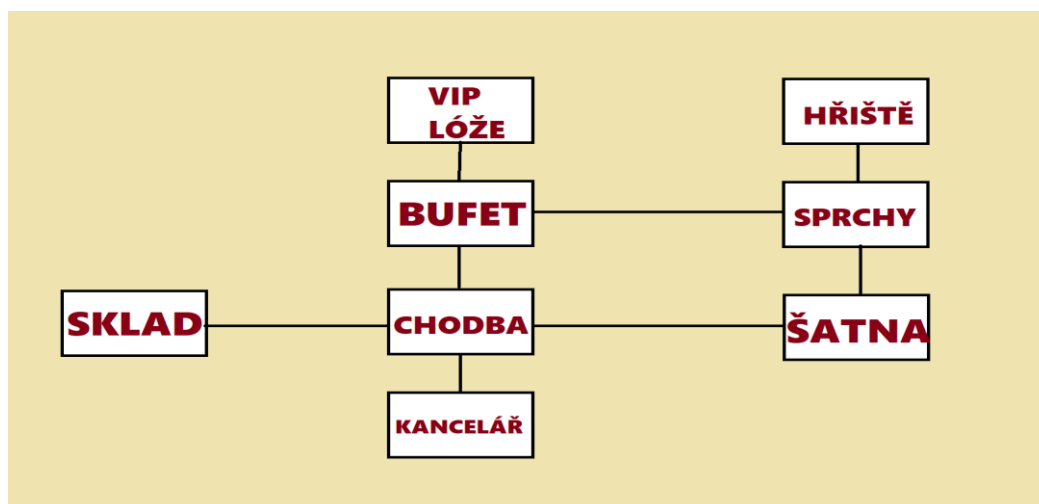 VIP
LÓŽE
HŘIŠTĚ
BUFET
SPRCHY
SKLAD
CHODBA
ŠATNA
KANCELÁŘ